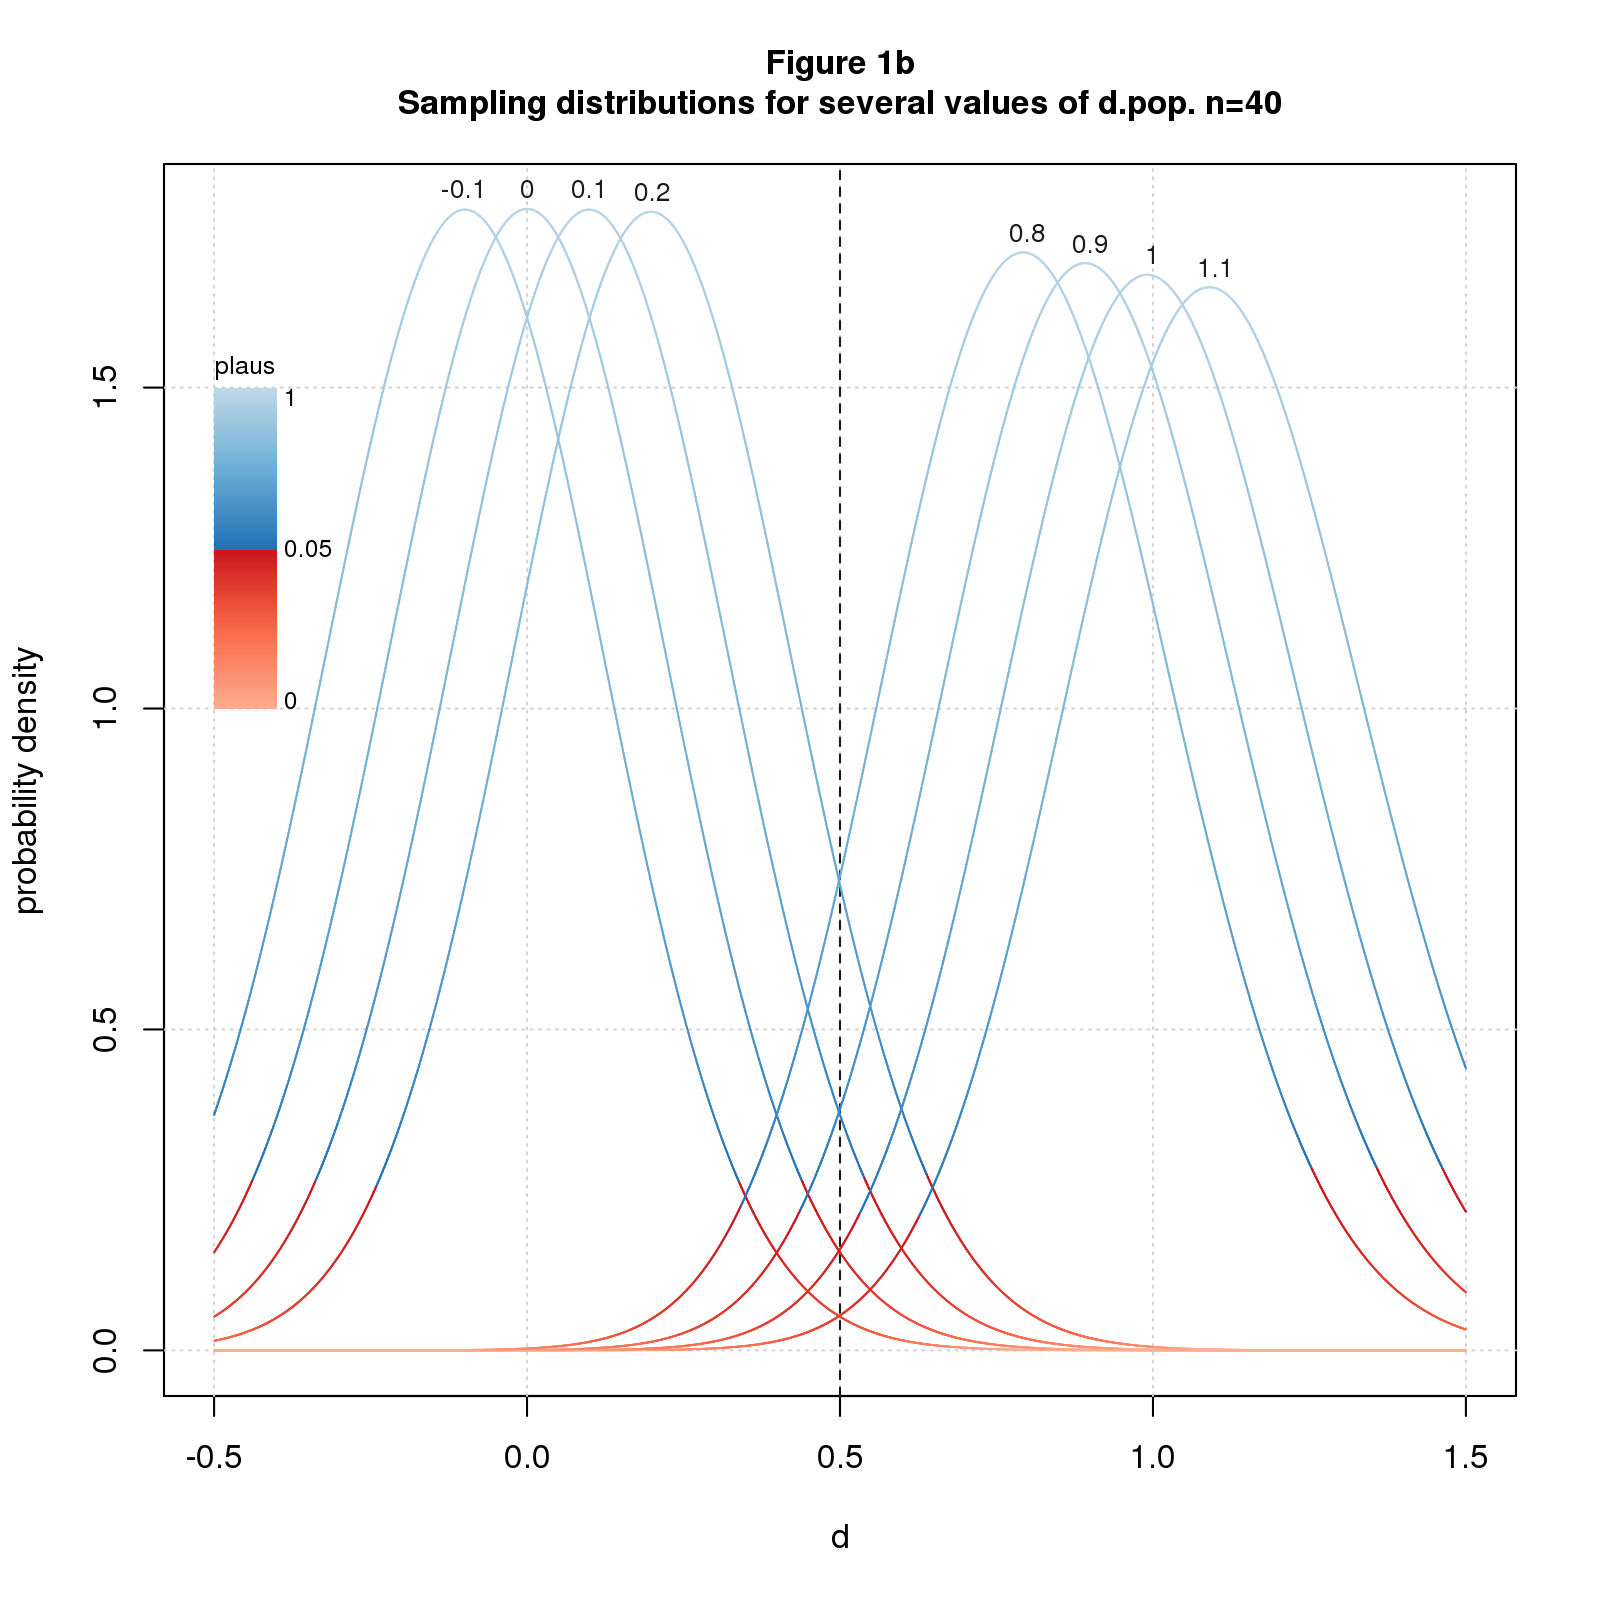 Figure 1b
Sampling distributions for several values of d.pop. n=40
-0.1 0 0.1 0.2
0.8 0.9 1 1.1
plaus
1
0.05
0
probability density
1.5
1.0
0.5
0.0
-0.5 0.0 0.5 1.0 1.5
d